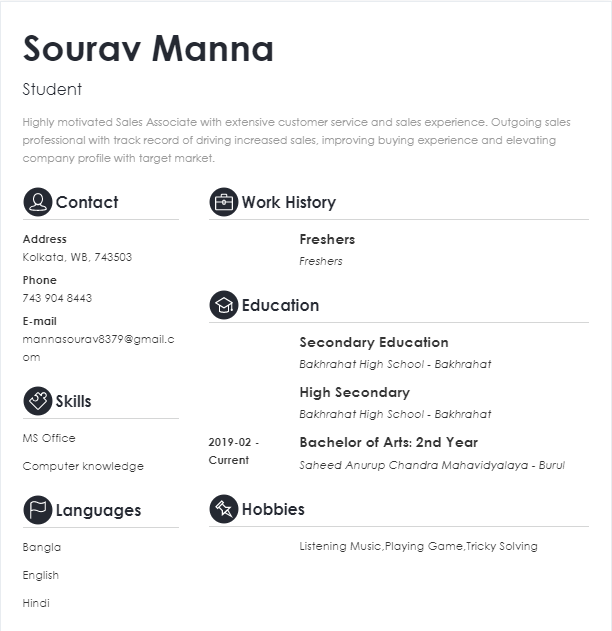 Sourav Manna
Student
Highly motivated Sales Associate with extensive customer service and sales experience. Outgoing sales
professional with track record of driving increased sales, improving buying experience and elevating
company profile with target market.
Contact
Address
Kolkata, WB, 743503
Phone
743 904 8443
E-mail
mannasourav8379@gmail.c
om
Skills
MS Office
Computer knowledge
Languages
Bangla
English
Hindi
Work History
Freshers
Freshers
Education
Secondary Education
Bakhrahat High School - Bakhrahat
High Secondary
Bakhrahat High School - Bakhrahat
2019-02 -
Current
Bachelor of Arts: 2nd Year
Saheed Anurup Chandra Mahavidyalaya - Burul
Hobbies
Listening Music,Playing Game,Tricky Solving